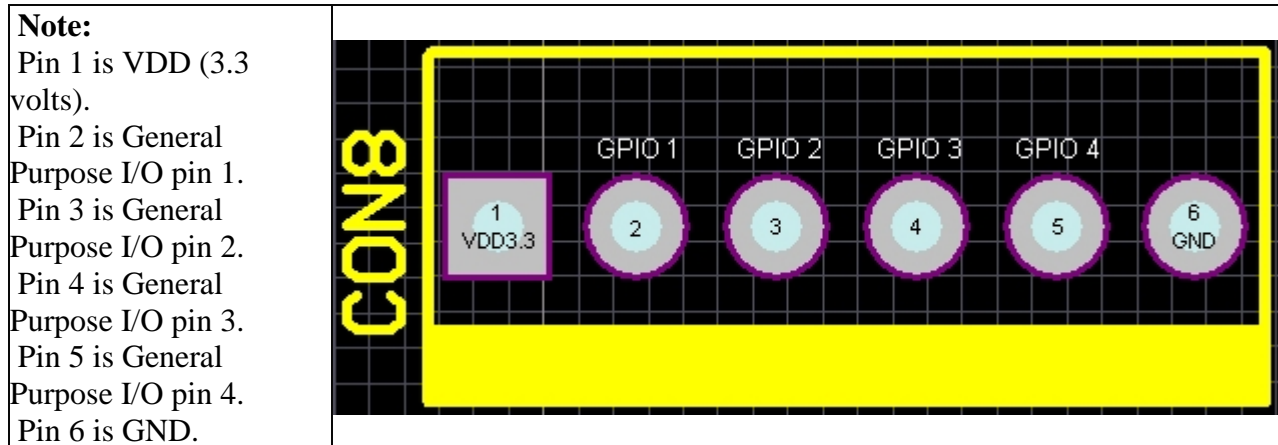 Note:
Pin 1 is VDD (3.3
volts).
Pin 2 is General
Purpose I/O pin 1.
Pin 3 is General
Purpose I/O pin 2.
Pin 4 is General
Purpose I/O pin 3.
Pin 5 is General
Purpose I/O pin 4.
Pin 6 is GND.
CON8
GPIO 1 GPIO 2 GPIO 3 GPIO 4
1 2 3 4 5 6
VDD3.3 GND